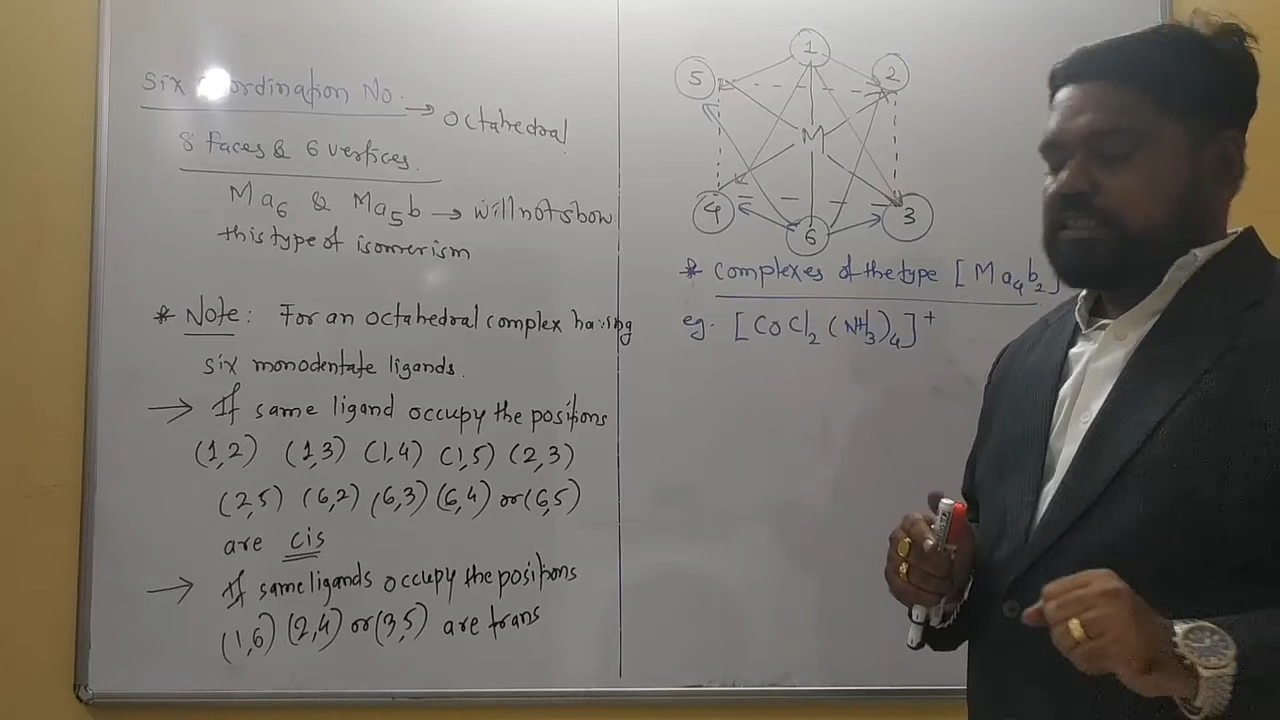 Six Coordination No. → octahedral
8 faces & 6 vertices.
Ma₆ & Ma₅b → will not show
this type of isomerism
* Note: For an octahedral complex having
six monodentate ligands.
→ If same ligand occupy the positions
(1,2) (1,3) (1,4) (1,5) (2,3)
(2,5) (6,2) (6,3) (6,4) or (6,5)
are cis
→ If same ligands occupy the positions
(1,6) (2,4) or (3,5) are trans
1
5 2
M
4 3
6
* Complexes of the type [Ma₄b₂]
eg. [CoCl₂(NH₃)₄]⁺